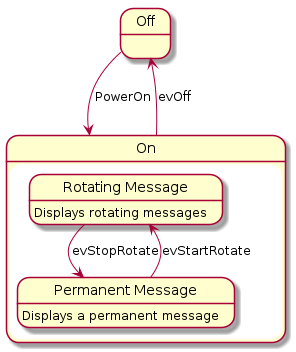 Off
PowerOn
evOff
On
Rotating Message
Displays rotating messages
evStopRotate
evStartRotate
Permanent Message
Displays a permanent message